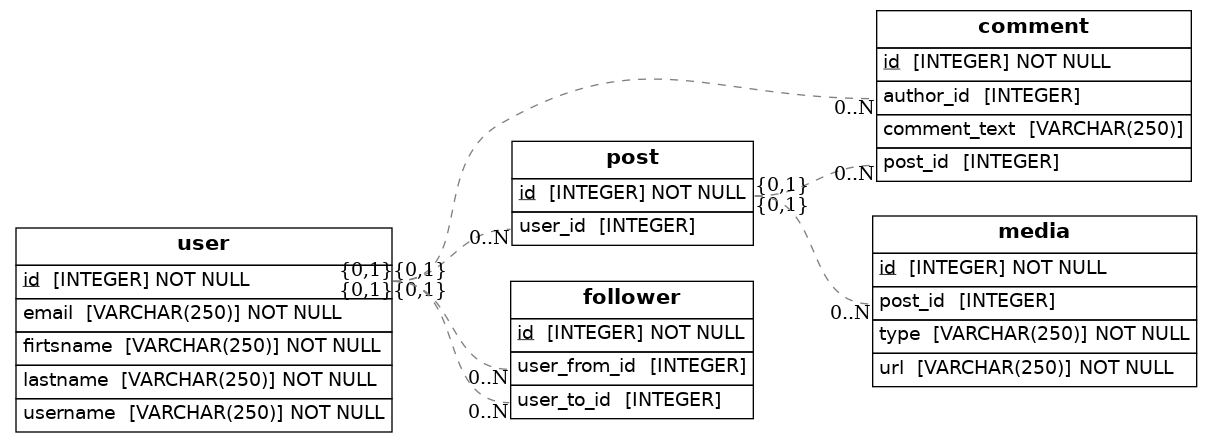 user
id [INTEGER] NOT NULL
email [VARCHAR(250)] NOT NULL
firtsname [VARCHAR(250)] NOT NULL
lastname [VARCHAR(250)] NOT NULL
username [VARCHAR(250)] NOT NULL
{0,1} {0,1}
{0,1} {0,1}
post
id [INTEGER] NOT NULL
user_id [INTEGER]
0..N
{0,1}
{0,1}
follower
id [INTEGER] NOT NULL
user_from_id [INTEGER]
user_to_id [INTEGER]
0..N
0..N
comment
id [INTEGER] NOT NULL
author_id [INTEGER]
comment_text [VARCHAR(250)]
post_id [INTEGER]
0..N
0..N
media
id [INTEGER] NOT NULL
post_id [INTEGER]
type [VARCHAR(250)] NOT NULL
url [VARCHAR(250)] NOT NULL
0..N